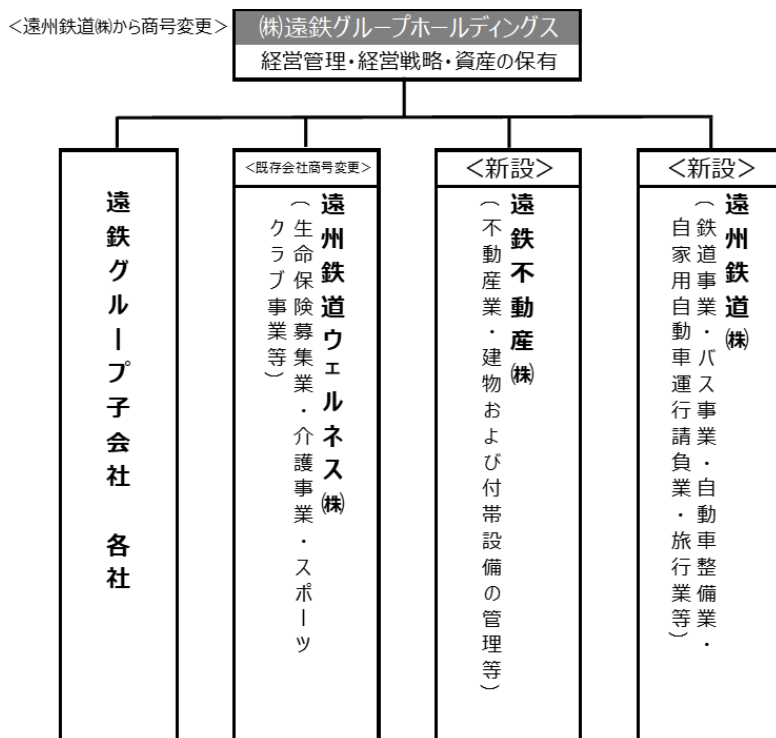 <遠州鉄道㈱から商号変更>
㈱遠鉄グループホールディングス
経営管理・経営戦略・資産の保有
<新設>
遠州鉄道㈱
（鉄道事業・バス事業・自動車整備業・
自家用自動車運行請負業・旅行業等）
<新設>
遠鉄不動産㈱
（不動産業・建物および付帯設備の管理等）
<既存会社商号変更>
遠州鉄道ウェルネス㈱
（生命保険募集業・介護事業・スポーツ
クラブ事業等）
遠鉄グループ子会社　各社